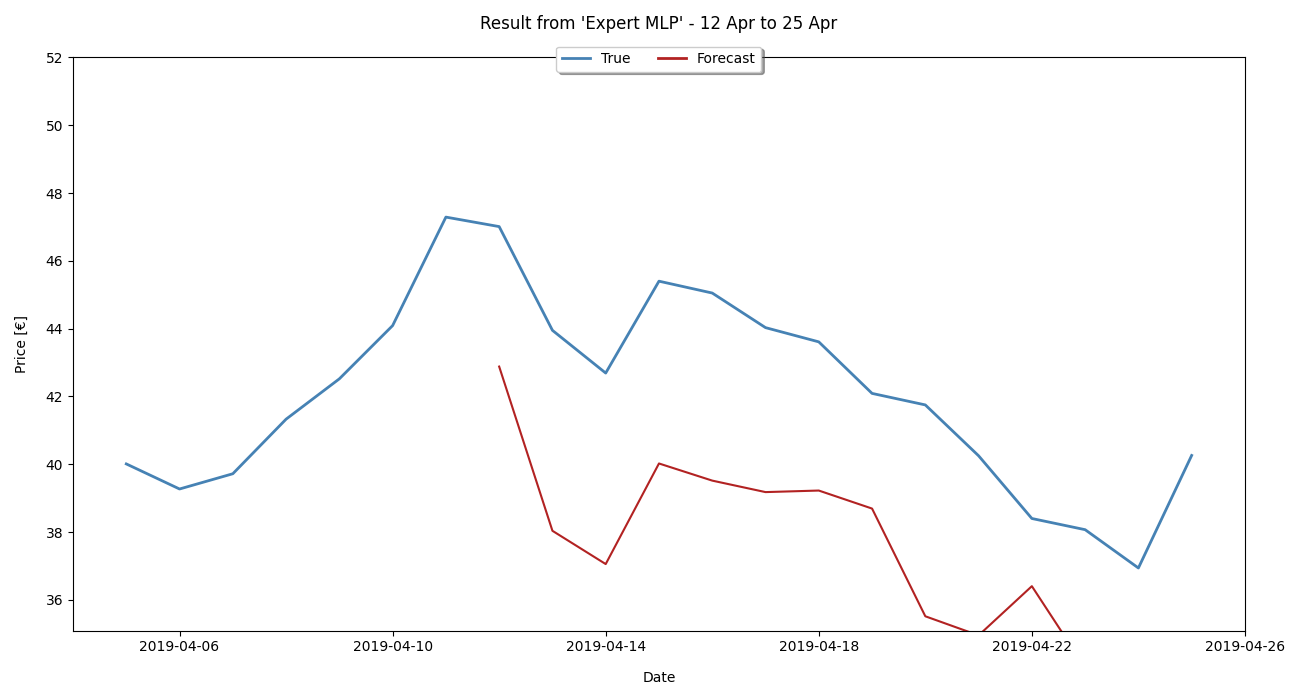 Result from 'Expert MLP' - 12 Apr to 25 Apr
True Forecast
52
50
48
46
44
42
40
38
36
Price [€]
2019-04-06 2019-04-10 2019-04-14 2019-04-18 2019-04-22 2019-04-26
Date